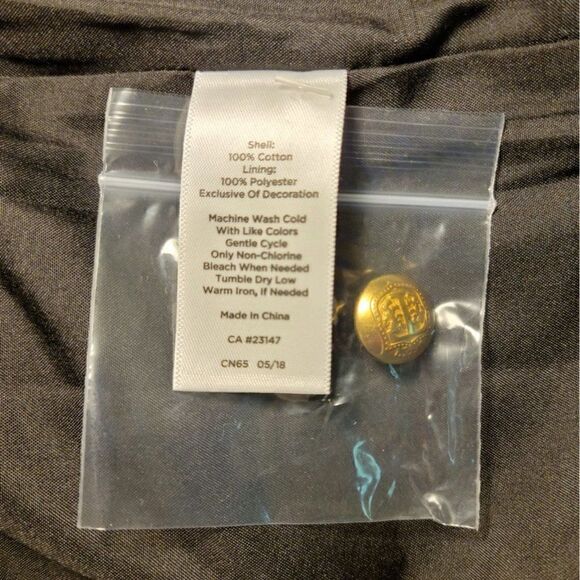 Shell:
100% Cotton
Lining:
100% Polyester
Exclusive Of Decoration
Machine Wash Cold
With Like Colors
Gentle Cycle
Only Non-Chlorine
Bleach When Needed
Tumble Dry Low
Warm Iron, If Needed
Made In China
CA #23147
CN65 05/18